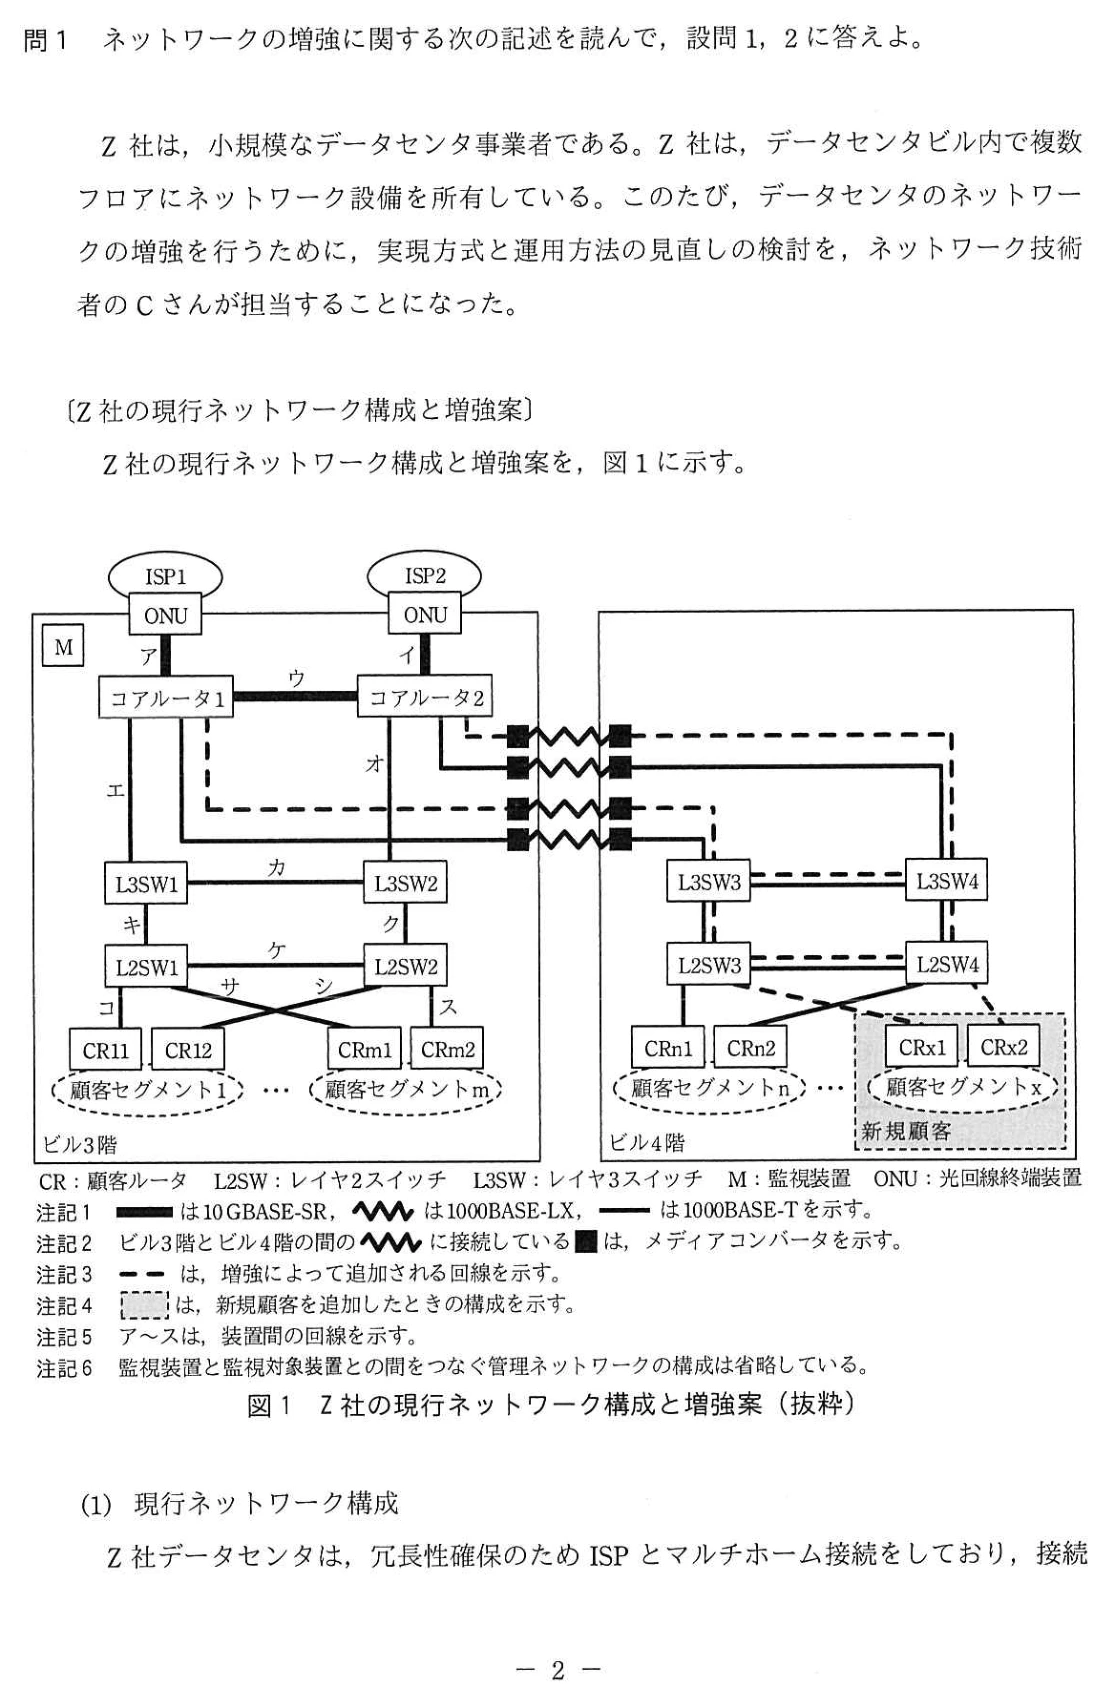 問1 ネットワークの増強に関する次の記述を読んで，設問1，2に答えよ。
Z社は，小規模なデータセンタ事業者である。Z社は，データセンタビル内で複数
フロアにネットワーク設備を所有している。このたび，データセンタのネットワー
クの増強を行うために，実現方式と運用方法の見直しの検討を，ネットワーク技術
者のCさんが担当することになった。
〔Z社の現行ネットワーク構成と増強案〕
Z社の現行ネットワーク構成と増強案を，図1に示す。
ISP1 ISP2
ONU ONU
M
ア イ
コアルータ1 ウ コアルータ2
エ オ
L3SW1 カ L3SW2 L3SW3 L3SW4
キ ク
L2SW1 ケ L2SW2 L2SW3 L2SW4
コ サ シ ス
CR11 CR12 CRm1 CRm2 CRn1 CRn2 CRx1 CRx2
顧客セグメント1 … 顧客セグメントm 顧客セグメントn … 顧客セグメントx
新規顧客
ビル3階 ビル4階
CR：顧客ルータ L2SW：レイヤ2スイッチ L3SW：レイヤ3スイッチ M：監視装置 ONU：光回線終端装置
注記1 は10GBASE-SR， は1000BASE-LX， は1000BASE-Tを示す。
注記2 ビル3階とビル4階の間の に接続している■は，メディアコンバータを示す。
注記3 は，増強によって追加される回線を示す。
注記4 は，新規顧客を追加したときの構成を示す。
注記5 ア～スは，装置間の回線を示す。
注記6 監視装置と監視対象装置との間をつなぐ管理ネットワークの構成は省略している。
図1 Z社の現行ネットワーク構成と増強案（抜粋）
(1) 現行ネットワーク構成
Z社データセンタは，冗長性確保のためISPとマルチホーム接続をしており，接続
－ 2 －